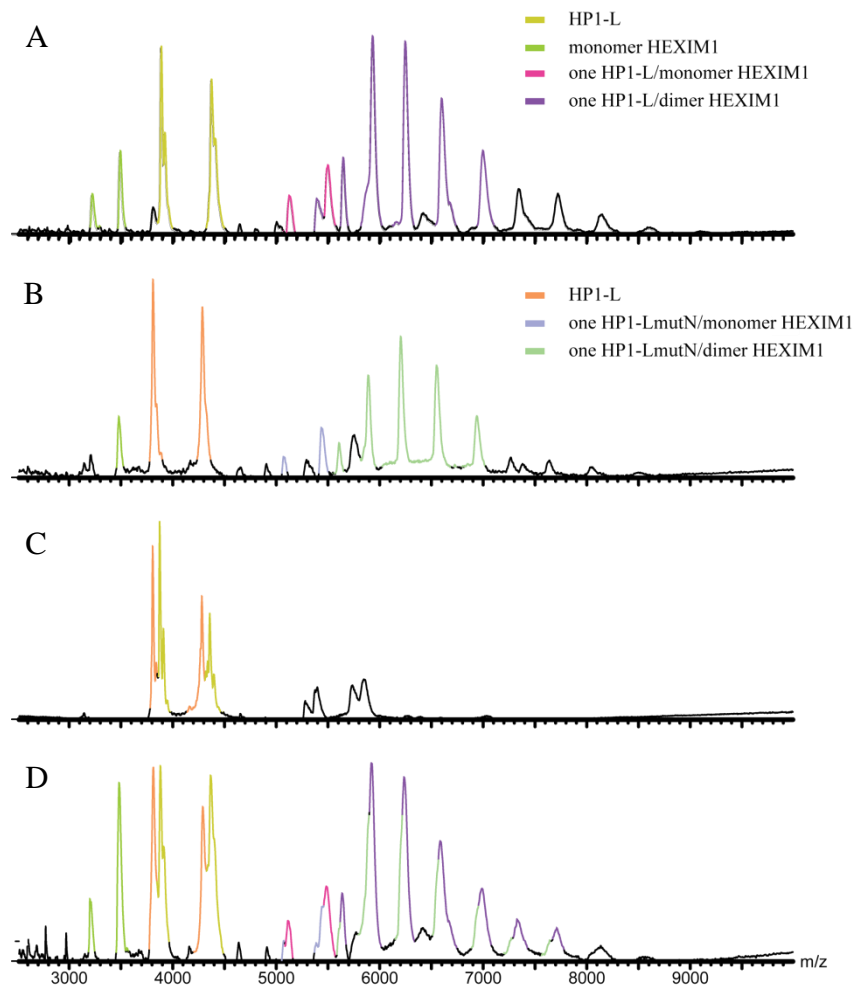 A
HP1-L
monomer HEXIM1
one HP1-L/monomer HEXIM1
one HP1-L/dimer HEXIM1
B
HP1-L
one HP1-LmutN/monomer HEXIM1
one HP1-LmutN/dimer HEXIM1
C
D
3000 4000 5000 6000 7000 8000 9000 m/z